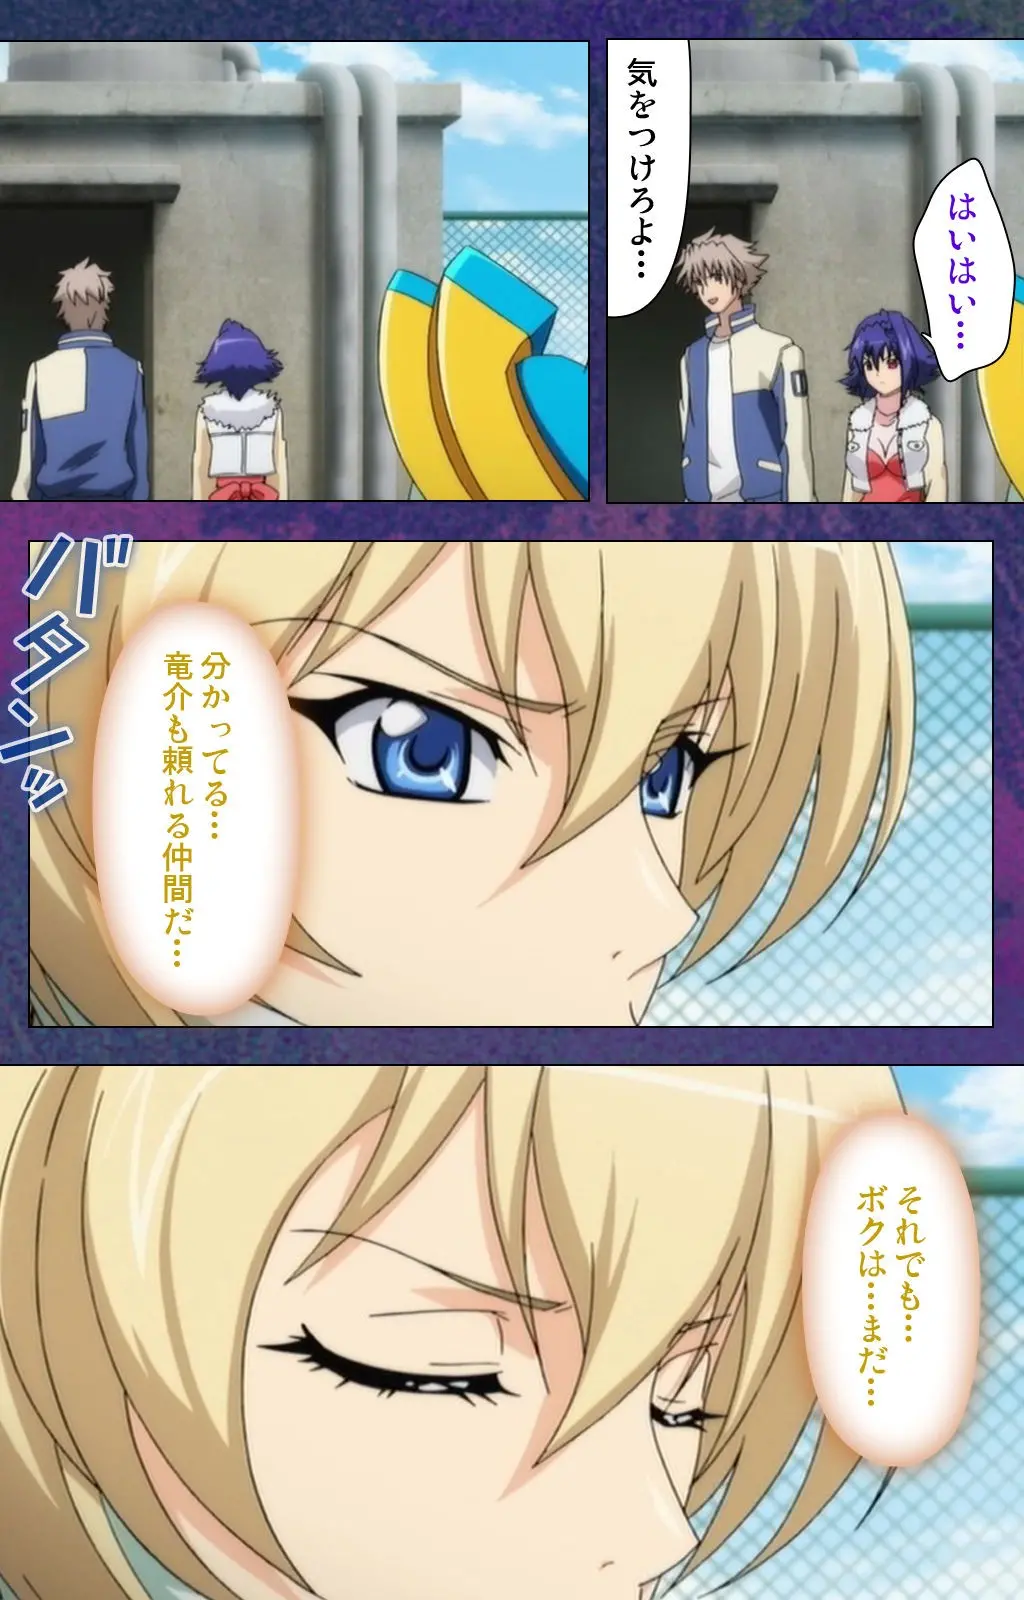 気をつけろよ…
はいはい…
バタンッ
分かってる…
竜介も頼れる仲間だ…
それでも…
ボクは…まだ…